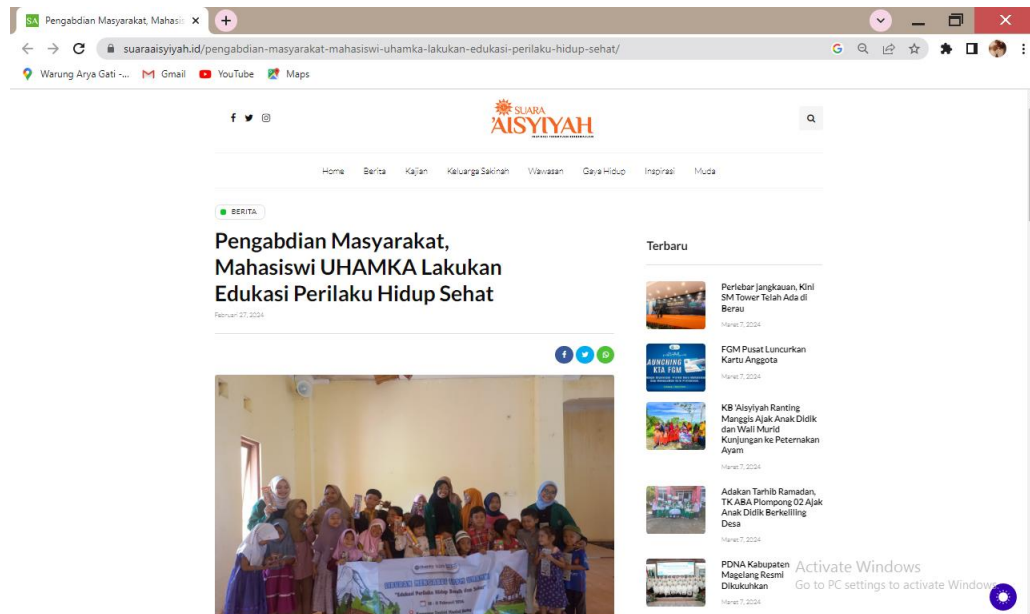 SA Pengabdian Masyarakat, Mahasis
suaraaisyiyah.id/pengabdian-masyarakat-mahasiswi-uhamka-lakukan-edukasi-perilaku-hidup-sehat/
Warung Arya Gati -... Gmail YouTube Maps
SUARA
'AISYIYAH
Home Berita Kajian Keluarga Sakinah Wawasan Gaya Hidup Inspirasi Muda
BERITA
Pengabdian Masyarakat,
Mahasiswi UHAMKA Lakukan
Edukasi Perilaku Hidup Sehat
Februari 27, 2024
"Edukasi Perilaku Hidup
Terbaru
Perlebar Jangkauan, Kini
SM Tower Telah Ada di
Berau
Maret 7, 2024
LAUNCHING
KTA FGM
FGM Pusat Luncurkan
Kartu Anggota
Maret 7, 2024
KB 'Aisyiyah Ranting
Manggis Ajak Anak Didik
dan Wali Murid
Kunjungan ke Peternakan
Ayam
Maret 7, 2024
Adakan Tarhib Ramadan,
TK ABA Plompong 02 Ajak
Anak Didik Berkeliling
Desa
Maret 7, 2024
PDNA Kabupaten
Magelang Resmi
Dikukuhkan
Maret 7, 2024
Activate Windows
Go to PC settings to activate Windows